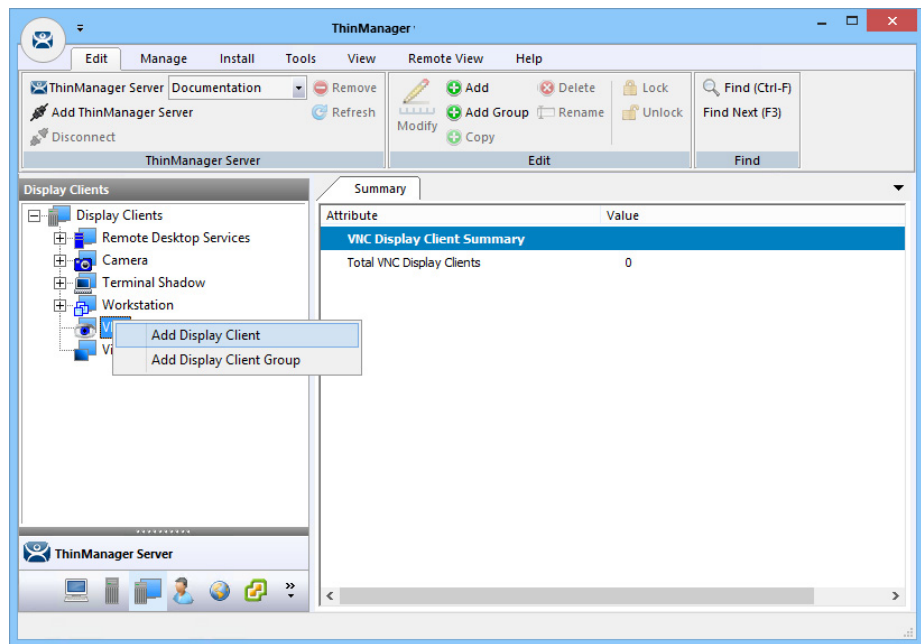 ThinManager
Edit Manage Install Tools View Remote View Help
ThinManager Server Documentation
Add ThinManager Server
Disconnect
ThinManager Server
Remove
Refresh
Modify
Add
Add Group
Copy
Delete
Rename
Lock
Unlock
Edit
Find (Ctrl-F)
Find Next (F3)
Find
Display Clients
Display Clients
Remote Desktop Services
Camera
Terminal Shadow
Workstation
Add Display Client
Add Display Client Group
ThinManager Server
Summary
Attribute Value
VNC Display Client Summary
Total VNC Display Clients 0